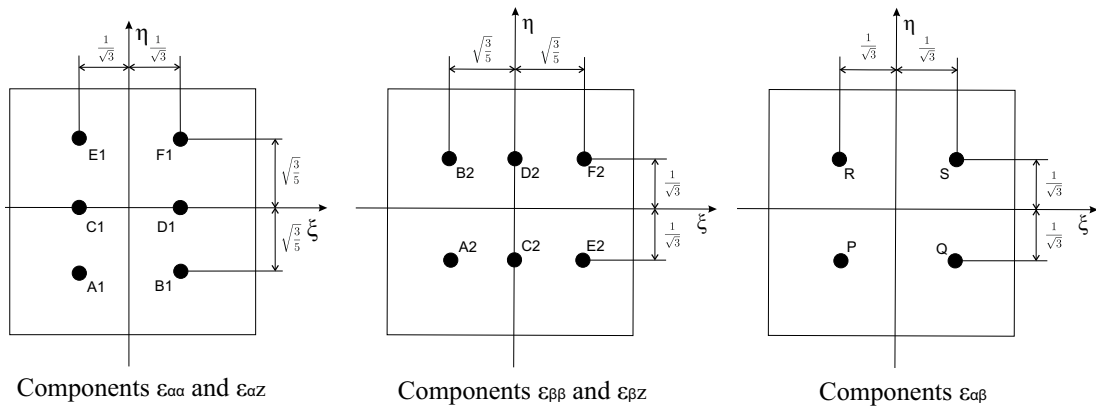 η
1/√3 1/√3
E1 F1
√3/5
C1 D1
ξ
√3/5
A1 B1
Components εαα and εαz
η
√3/5 √3/5
B2 D2 F2
1/√3
ξ
1/√3
A2 C2 E2
Components εββ and εβz
η
1/√3 1/√3
R S
1/√3
ξ
1/√3
P Q
Components εαβ